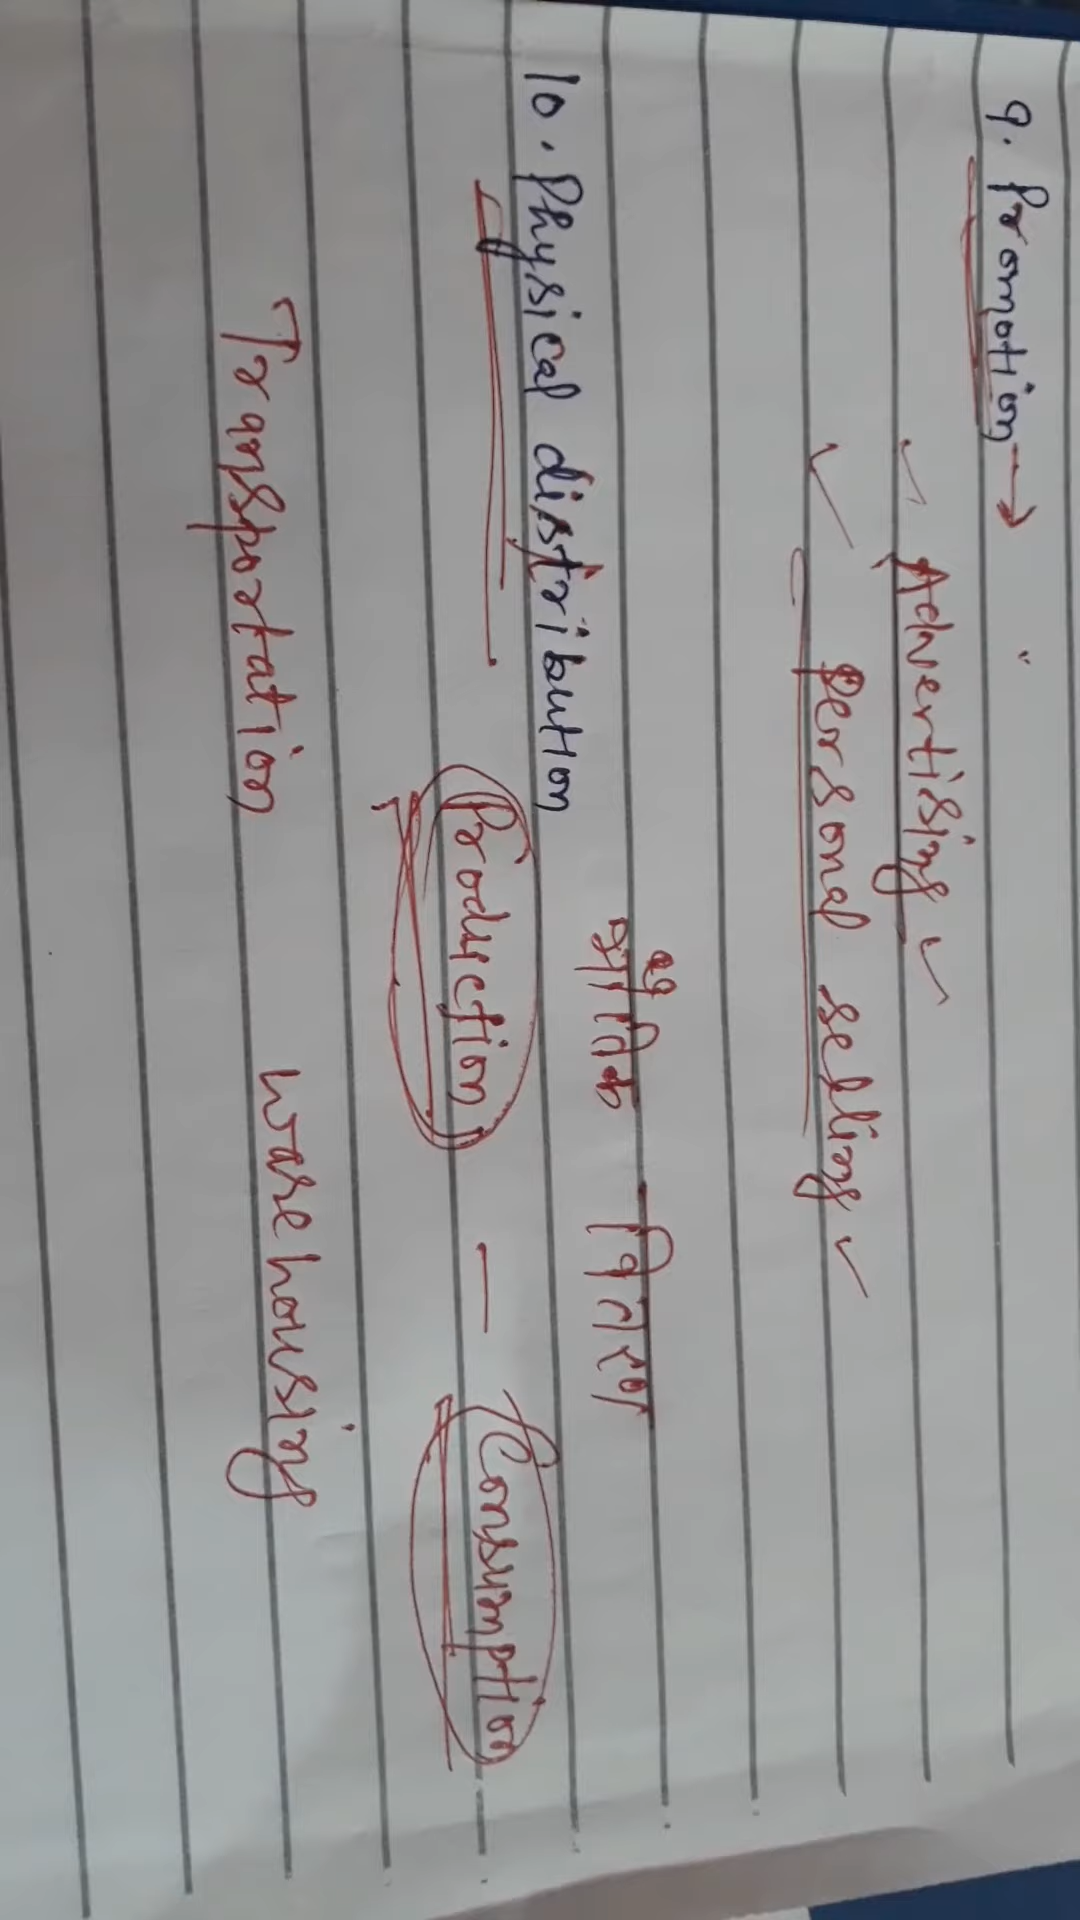 9. Promotion →
Advertising
Personal selling
10. Physical distribution
वितरण
Production — Consumption
Transportation warehousing